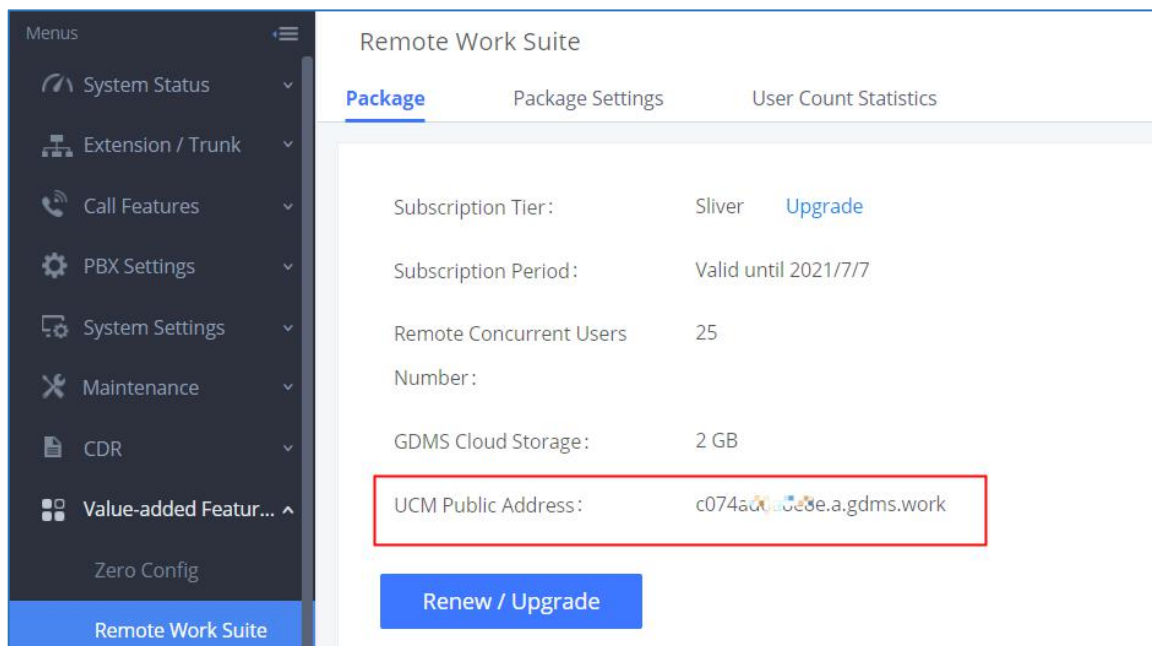 Menus
System Status
Extension / Trunk
Call Features
PBX Settings
System Settings
Maintenance
CDR
Value-added Featur...
Zero Config
Remote Work Suite
Remote Work Suite
Package Package Settings User Count Statistics
Subscription Tier: Sliver Upgrade
Subscription Period: Valid until 2021/7/7
Remote Concurrent Users 25
Number:
GDMS Cloud Storage: 2 GB
UCM Public Address:
Renew / Upgrade